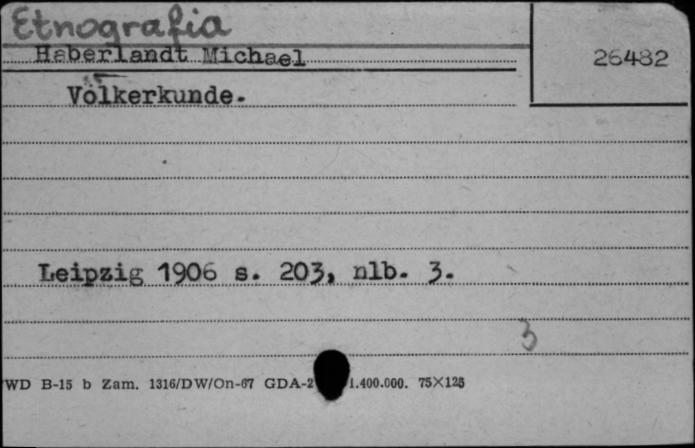 Etnografia
Haberlandt Michael
26482
Völkerkunde.
Leipzig 1906 s. 203, nlb. 3.
3
WD B-15 b Zam. 1316/DW/On-67 GDA-2 1.400.000. 75X125